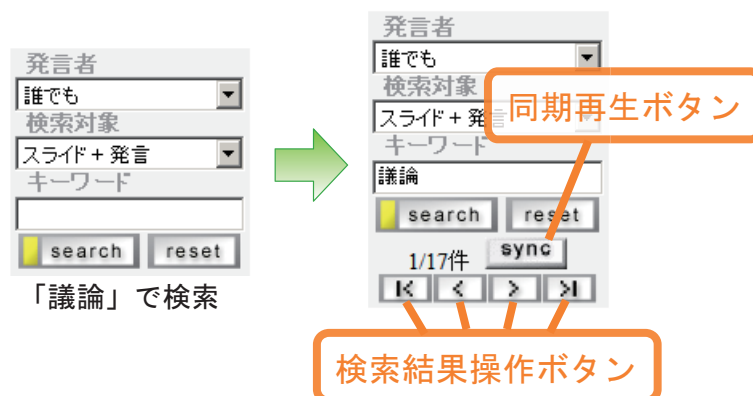 発言者
誰でも
検索対象
スライド + 発言
キーワード
search reset
「議論」で検索
発言者
誰でも
検索対象
スライド + 発
キーワード
議論
search reset
1/17件 sync
|< < > >|
同期再生ボタン
検索結果操作ボタン